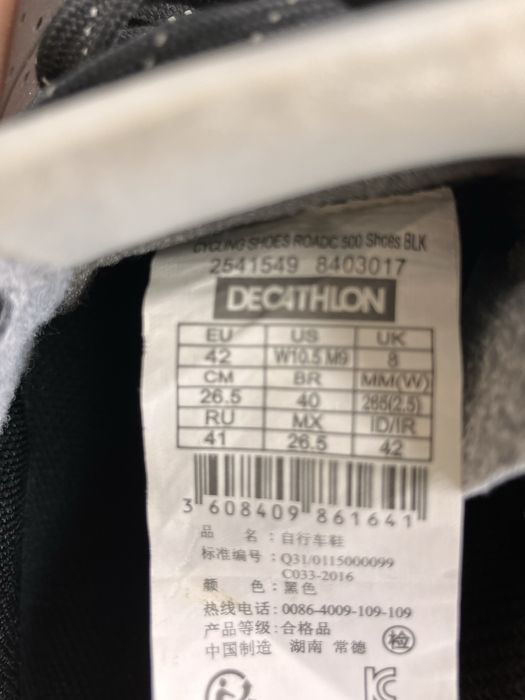 CYCLING SHOES ROADC 500 Shoes BLK
2541549 8403017
DECATHLON
EU US UK
42 W10.5 M9 8
CM BR MM(W)
26.5 40 265(2.5)
RU MX ID/IR
41 26.5 42
3 608409 861641
品 名：自行车鞋
标准编号：Q31/0115000099
C033-2016
颜 色：黑色
热线电话：0086-4009-109-109
产品等级：合格品
中国制造 湖南 常德 检